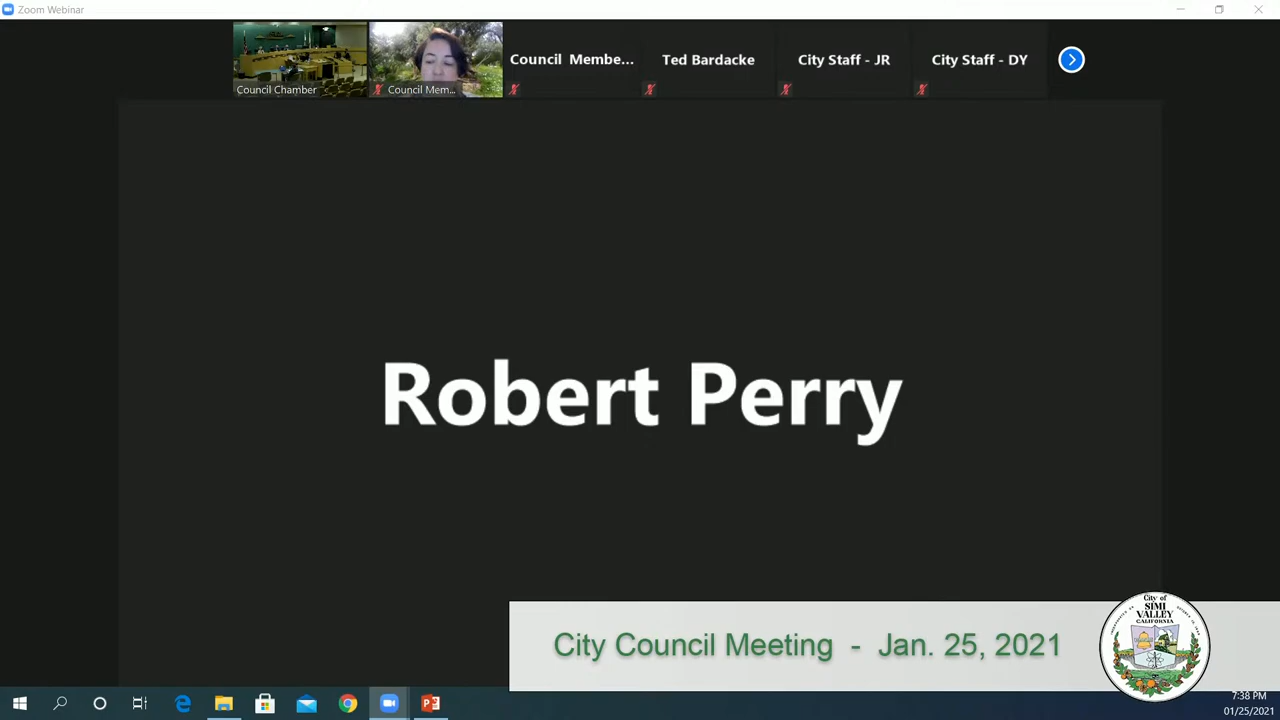 Zoom Webinar
Council Chamber
Council Mem...
Council Membe...
Ted Bardacke
City Staff - JR
City Staff - DY
Robert Perry
City Council Meeting - Jan. 25, 2021
City of
SIMI
VALLEY
CALIFORNIA
7:38 PM
01/25/2021